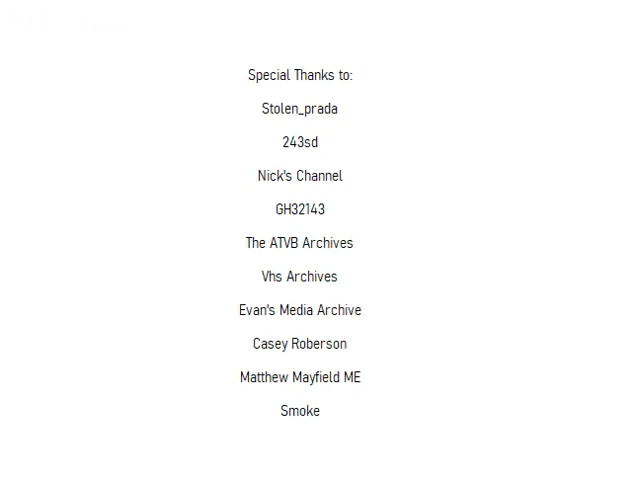 Special Thanks to:
Stolen_prada
243sd
Nick's Channel
GH32143
The ATVB Archives
Vhs Archives
Evan's Media Archive
Casey Roberson
Matthew Mayfield ME
Smoke